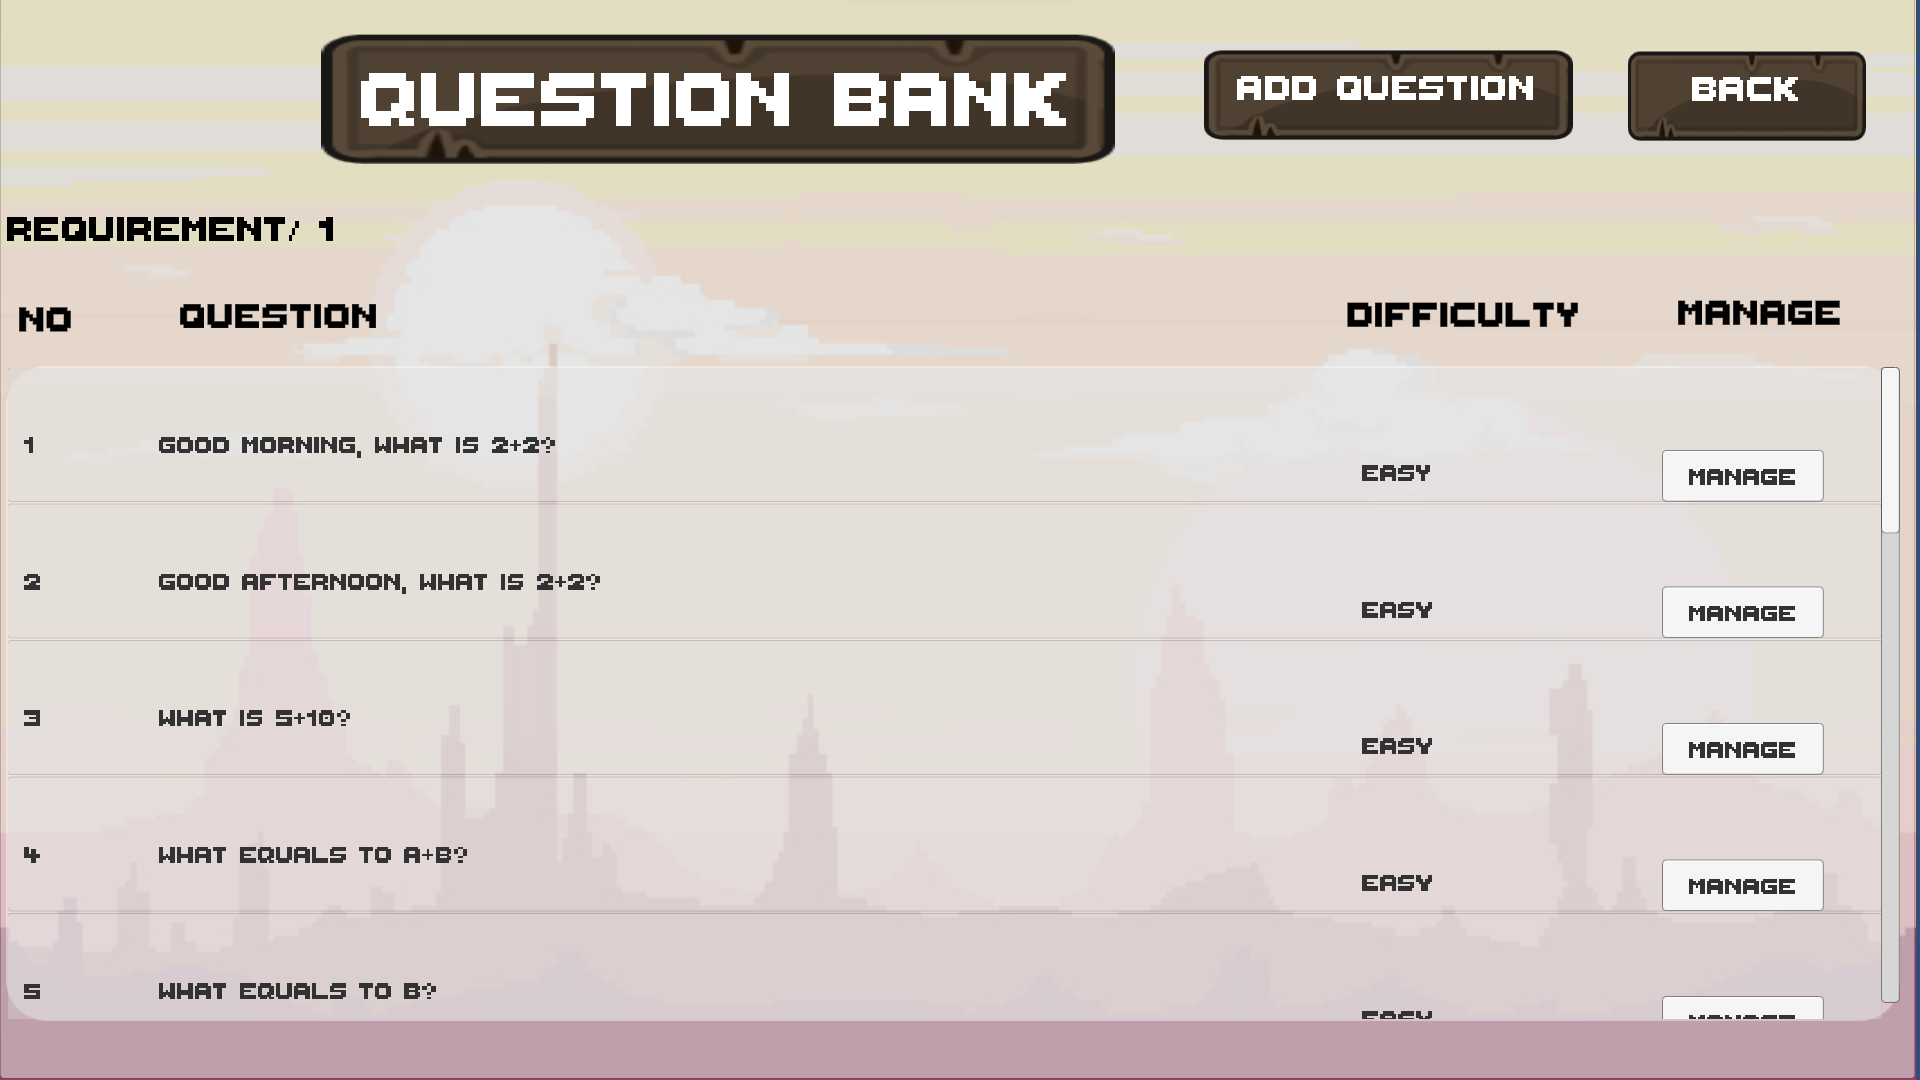 QUESTION BANK
ADD QUESTION
BACK
REQUIREMENT/ 1
NO QUESTION DIFFICULTY MANAGE
1 GOOD MORNING, WHAT IS 2+2? EASY MANAGE
2 GOOD AFTERNOON, WHAT IS 2+2? EASY MANAGE
3 WHAT IS 5+10? EASY MANAGE
4 WHAT EQUALS TO A+B? EASY MANAGE
5 WHAT EQUALS TO B? EASY MANAGE